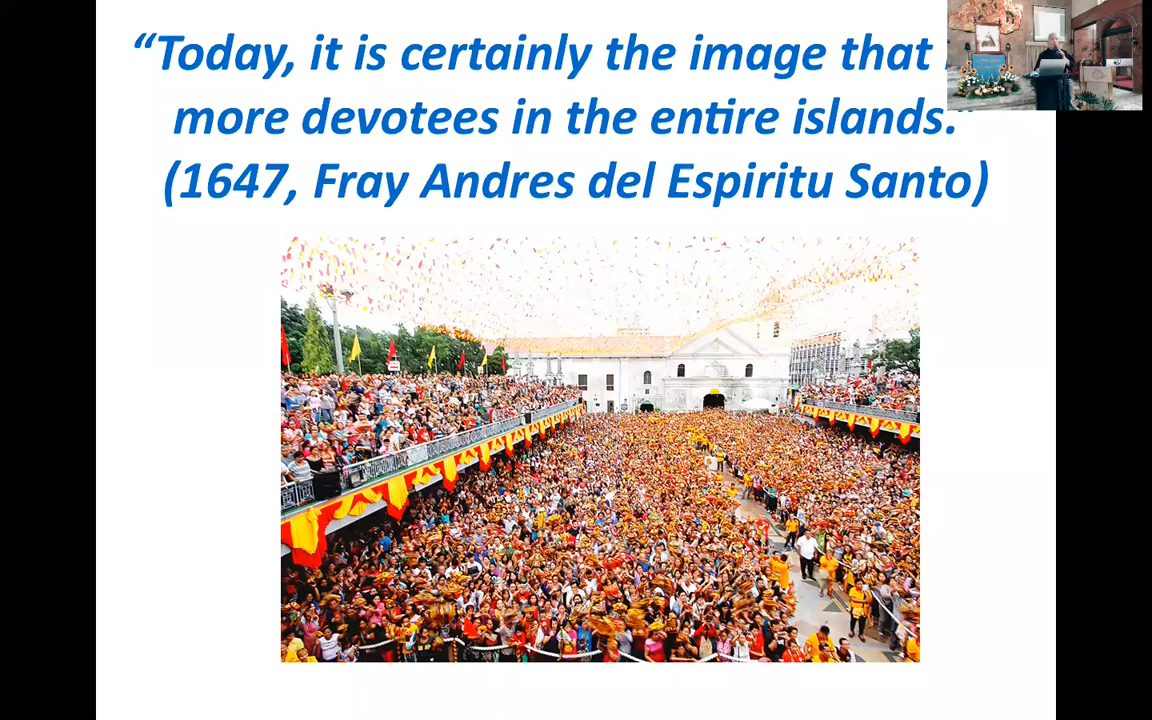 “Today, it is certainly the image that
more devotees in the entire islands.”
(1647, Fray Andres del Espiritu Santo)